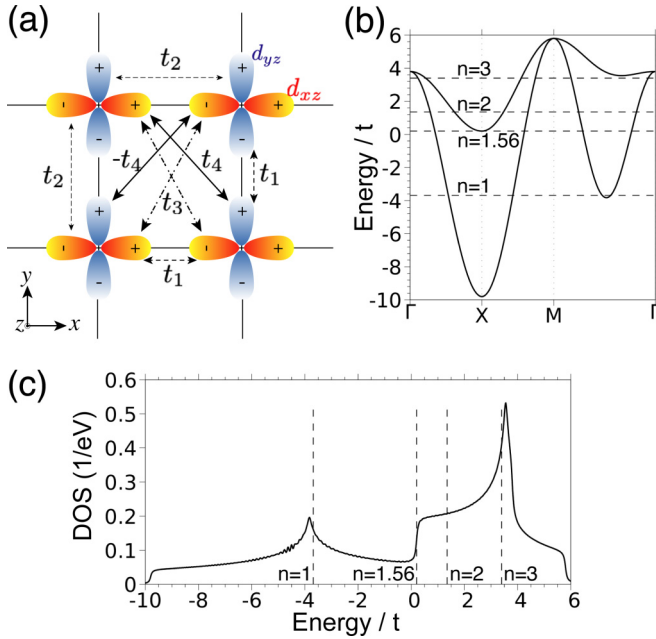 (a)
t₂
d_yz
+ +
- + - +
d_xz
- -
-t₄ t₄
t₂ t₁
t₃
+ +
- + - +
- -
t₁
y
z x
(b)
Energy / t
6
4
2
0
-2
-4
-6
-8
-10
n=3
n=2
n=1.56
n=1
Γ X M Γ
(c)
DOS (1/eV)
0.6
0.5
0.4
0.3
0.2
0.1
0
n=1 n=1.56 n=2 n=3
-10 -8 -6 -4 -2 0 2 4 6
Energy / t